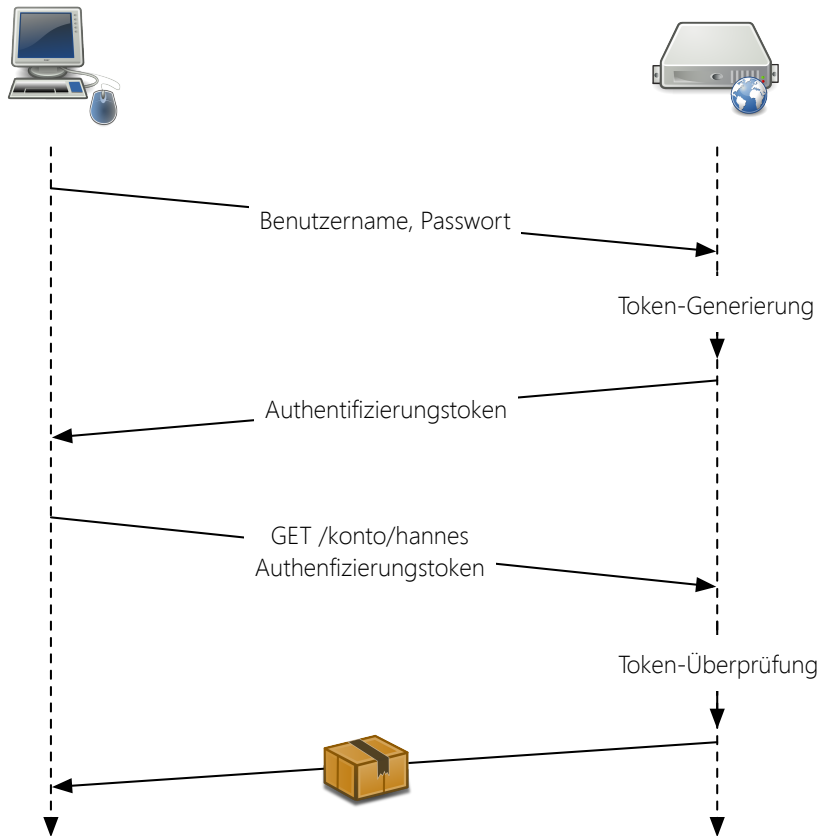 Benutzername, Passwort
Token-Generierung
Authentifizierungstoken
GET /konto/hannes
Authenfizierungstoken
Token-Überprüfung